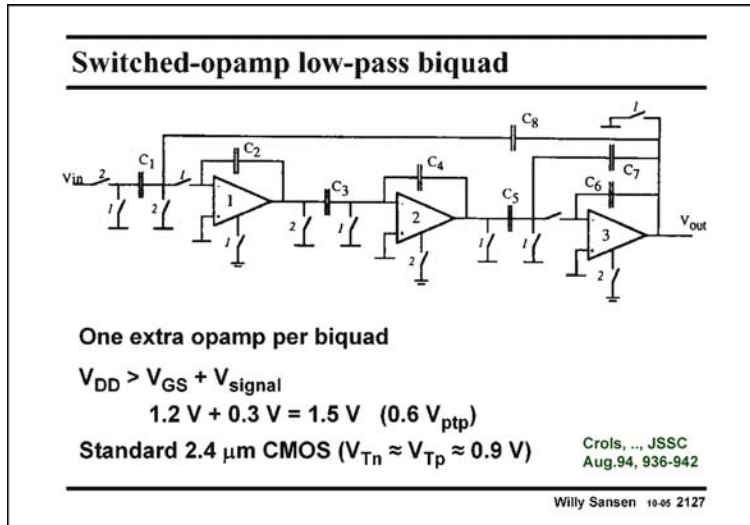 Switched-opamp low-pass biquad
1
C8
Vin
2
C1
1
C2
C4
C7
C3
C5
C6
1
2
3
Vout
1
2
1
2
1
2
1
1
2
One extra opamp per biquad
VDD > VGS + Vsignal
1.2 V + 0.3 V = 1.5 V (0.6 Vptp)
Standard 2.4 μm CMOS (VTn ≈ VTp ≈ 0.9 V)
Crols, .., JSSC
Aug.94, 936-942
Willy Sansen 10-05 2127